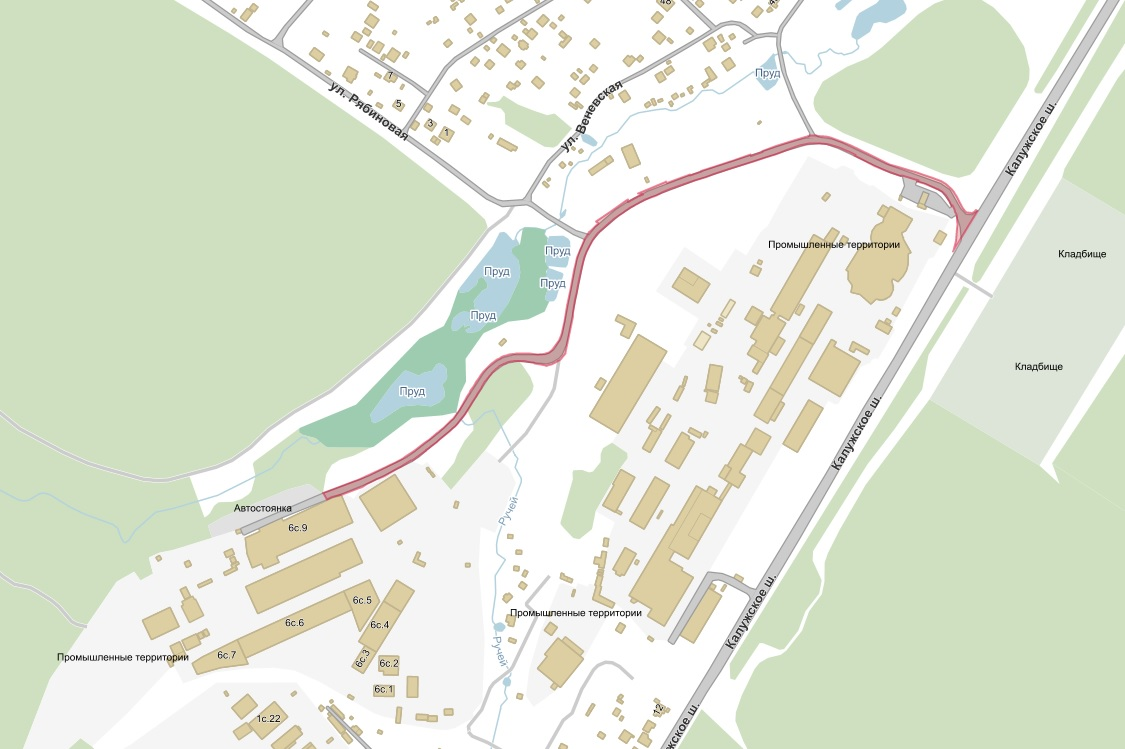 48
7
5
3
1
ул. Рябиновая
ул. Веневская
Пруд
Калужское ш.
Промышленные территории
Кладбище
Пруд
Пруд
Пруд
Пруд
Пруд
Кладбище
Калужское ш.
Автостоянка
6с.9
Ручей
6с.5
6с.6
6с.4
Промышленные территории
Калужское ш.
Ручей
6с.7
6с.3
6с.2
Промышленные территории
6с.1
1с.22
12
Калужское ш.